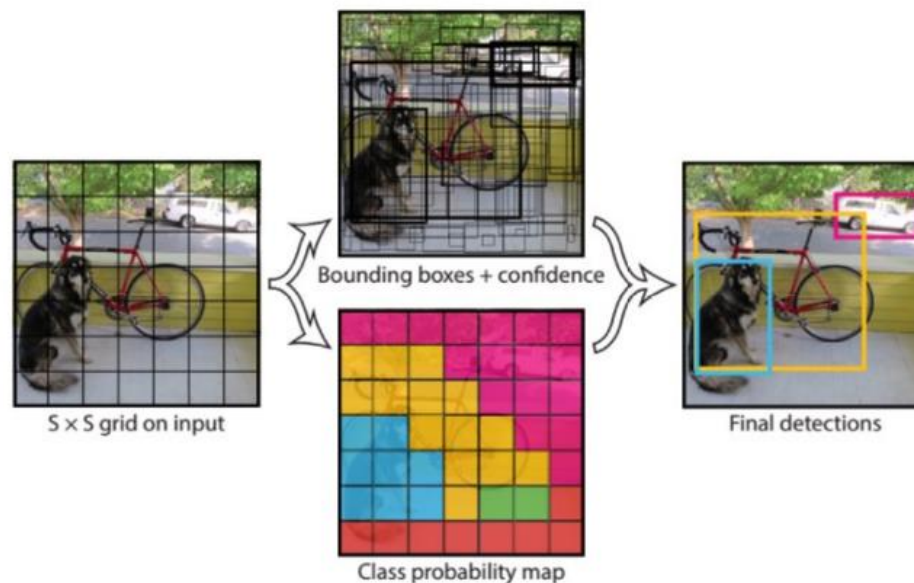 Bounding boxes + confidence
S × S grid on input
Final detections
Class probability map